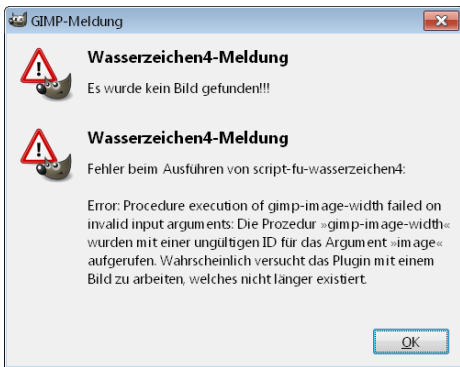 GIMP-Meldung
Wasserzeichen4-Meldung
Es wurde kein Bild gefunden!!!
Wasserzeichen4-Meldung
Fehler beim Ausführen von script-fu-wasserzeichen4:
Error: Procedure execution of gimp-image-width failed on
invalid input arguments: Die Prozedur »gimp-image-width«
wurden mit einer ungültigen ID für das Argument »image«
aufgerufen. Wahrscheinlich versucht das Plugin mit einem
Bild zu arbeiten, welches nicht länger existiert.
OK